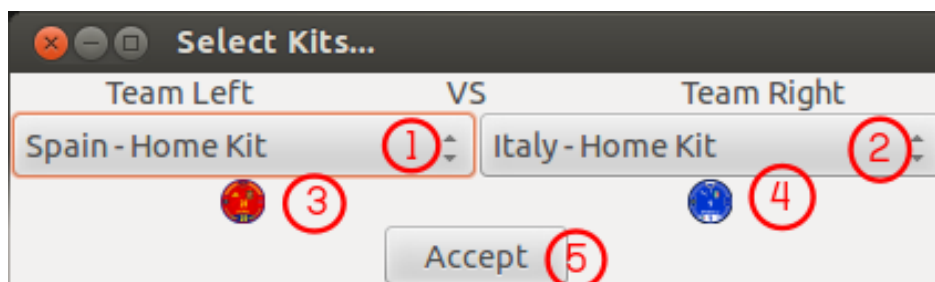 Select Kits...
Team Left VS Team Right
Spain - Home Kit 1 Italy - Home Kit 2
3 4
Accept 5